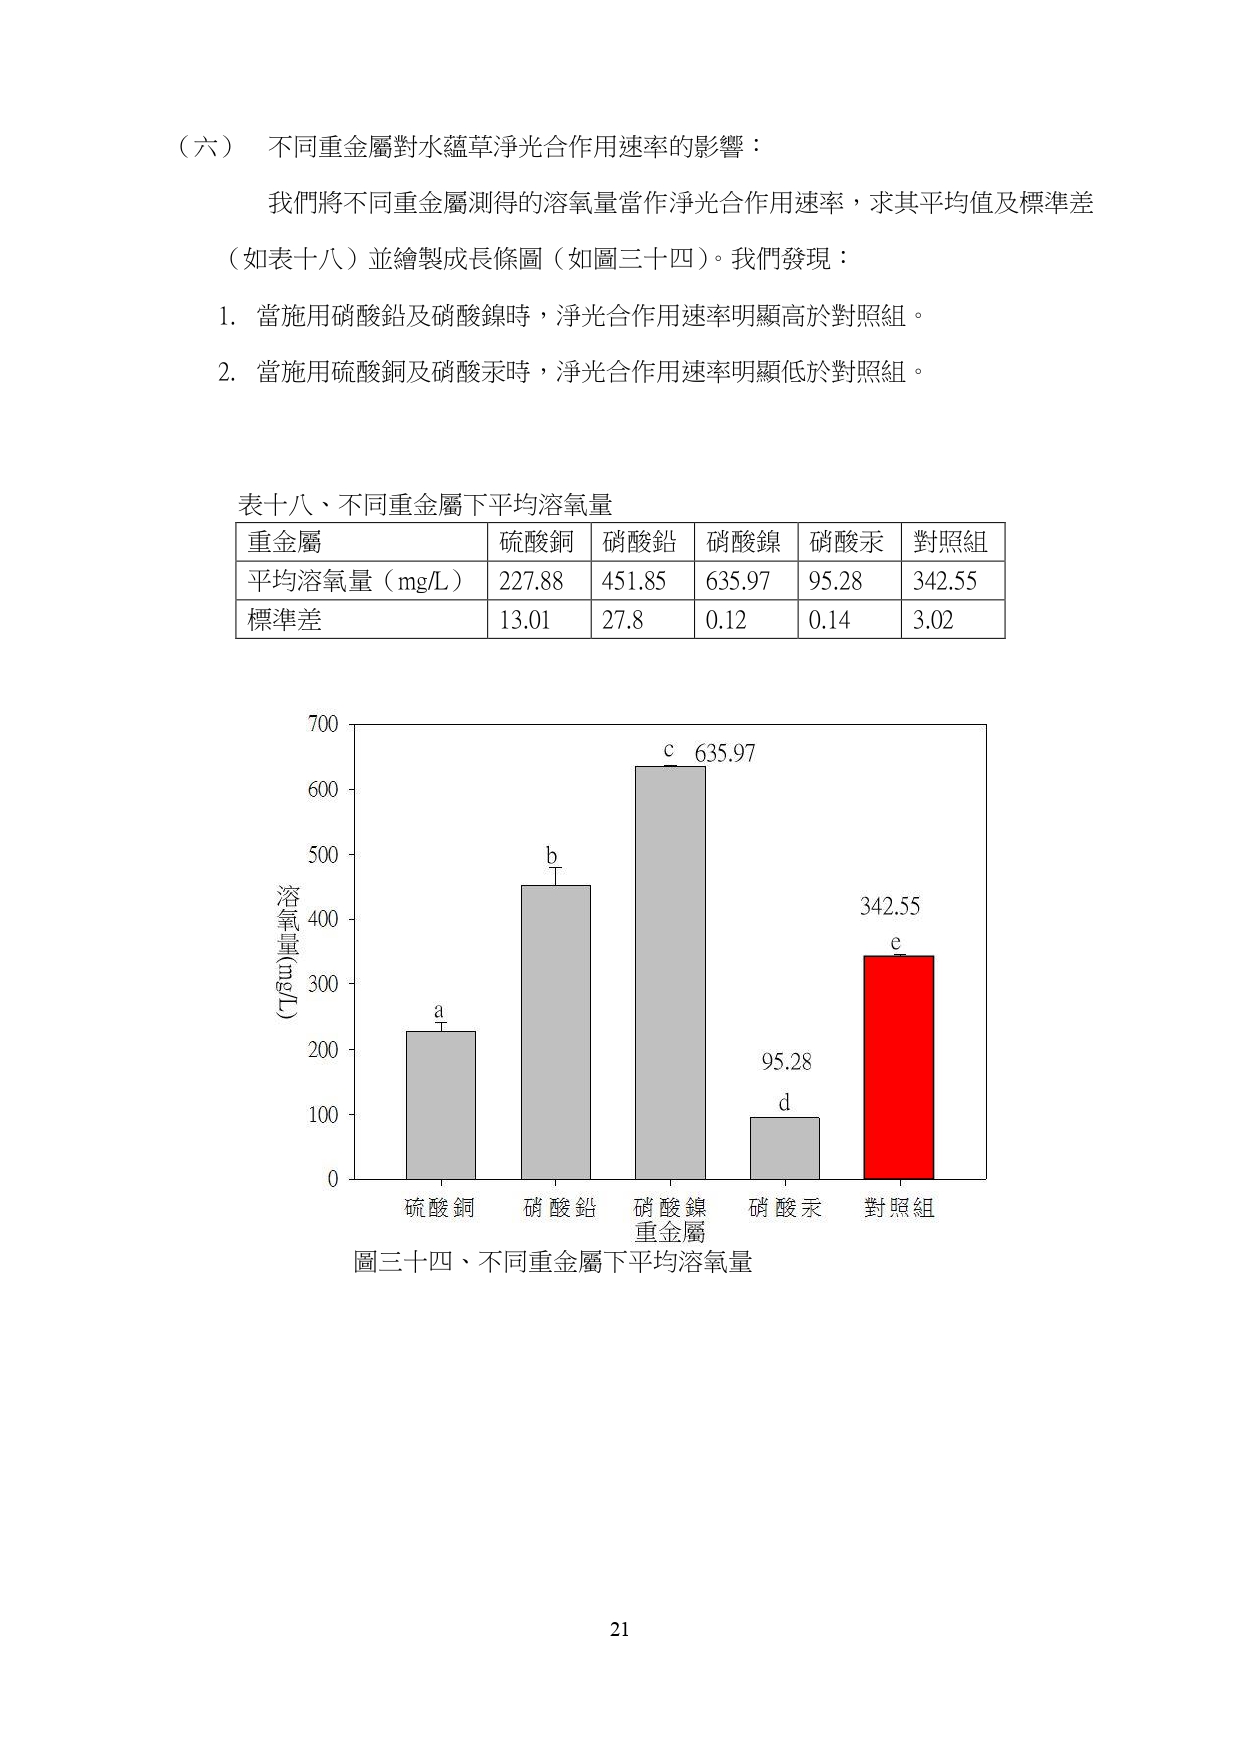 （六） 不同重金屬對水蘊草淨光合作用速率的影響：
我們將不同重金屬測得的溶氧量當作淨光合作用速率，求其平均值及標準差
（如表十八）並繪製成長條圖（如圖三十四）。我們發現：
1. 當施用硝酸鉛及硝酸鎳時，淨光合作用速率明顯高於對照組。
2. 當施用硫酸銅及硝酸汞時，淨光合作用速率明顯低於對照組。
表十八、不同重金屬下平均溶氧量
重金屬 硫酸銅 硝酸鉛 硝酸鎳 硝酸汞 對照組
平均溶氧量（mg/L） 227.88 451.85 635.97 95.28 342.55
標準差 13.01 27.8 0.12 0.14 3.02
700
c 635.97
600
500
b
溶氧量(mg/L)
400
342.55
e
300
a
200
95.28
d
100
0
硫酸銅 硝酸鉛 硝酸鎳 硝酸汞 對照組
重金屬
圖三十四、不同重金屬下平均溶氧量
21